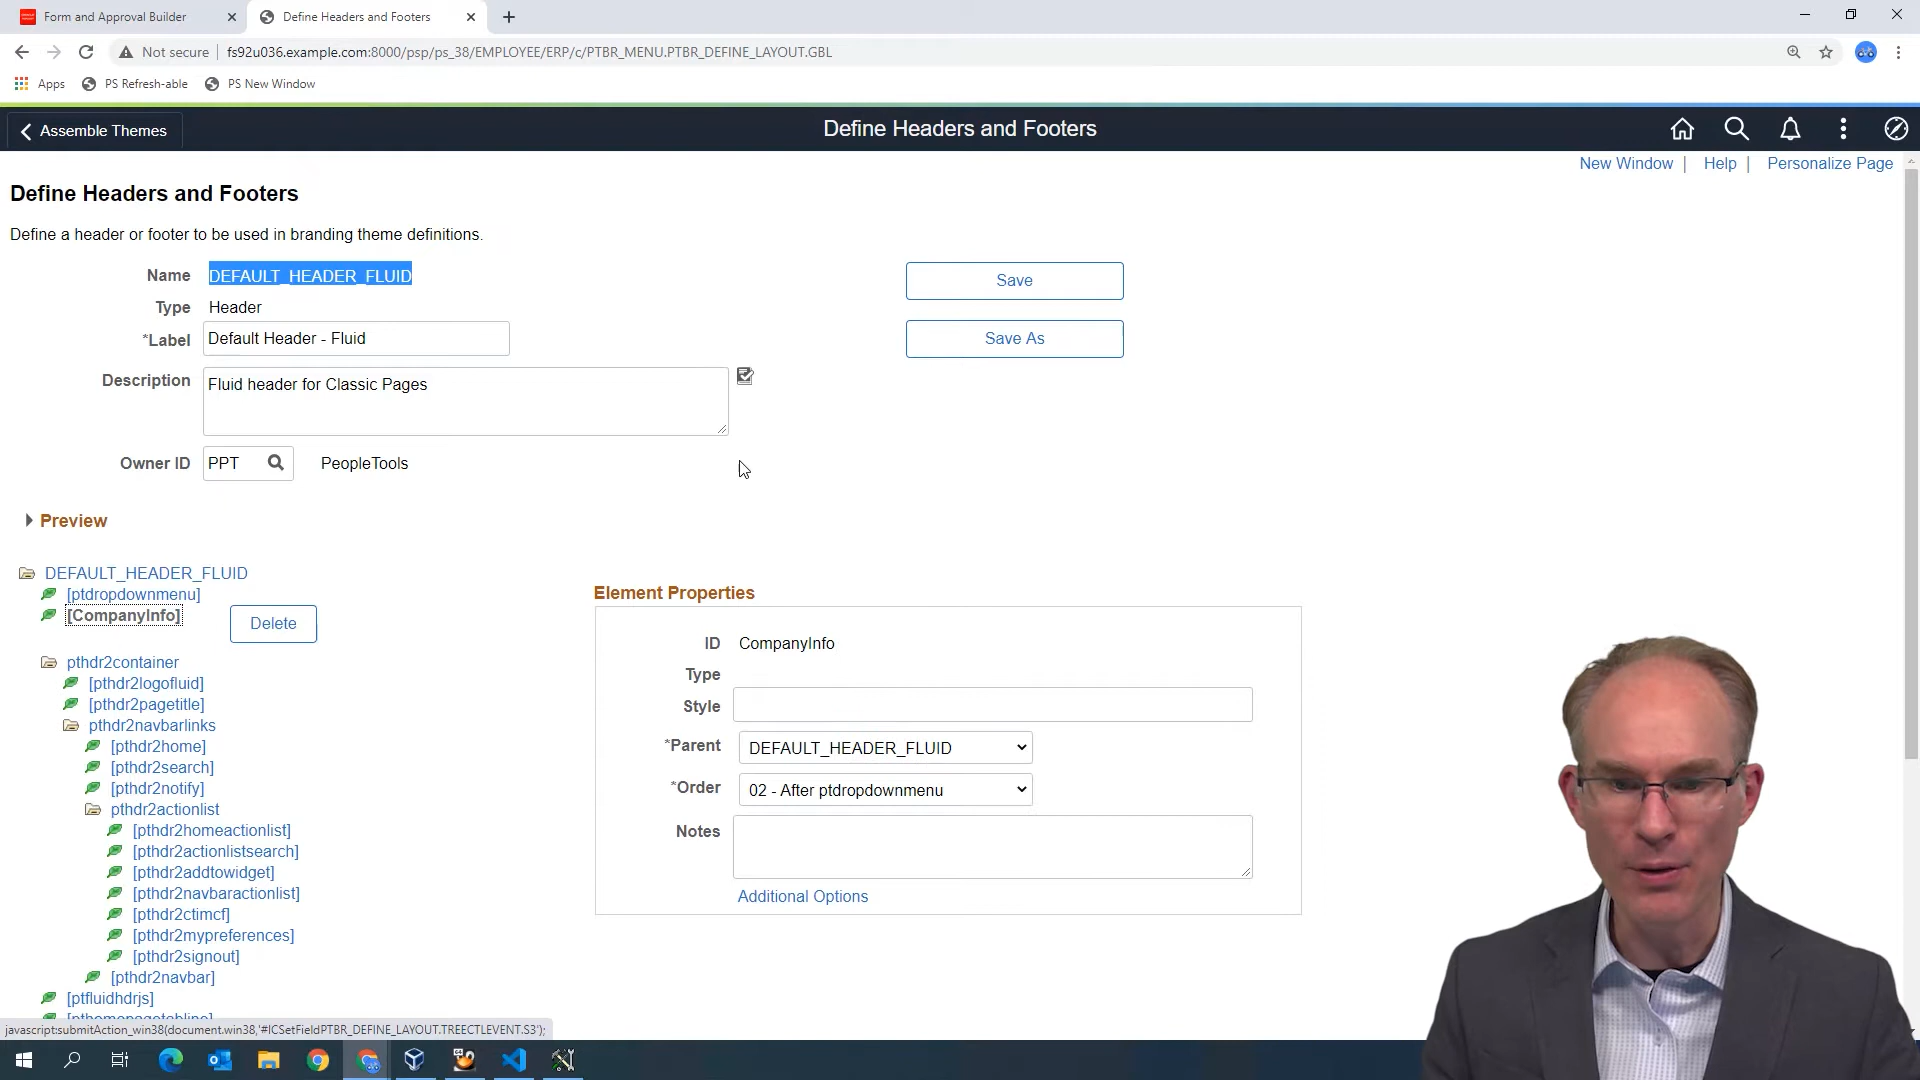 Form and Approval Builder
Define Headers and Footers
Not secure
fs92u036.example.com:8000/psp/ps_38/EMPLOYEE/ERP/c/PTBR_MENU.PTBR_DEFINE_LAYOUT.GBL
Apps
PS Refresh-able
PS New Window
Assemble Themes
Define Headers and Footers
New Window |
Help |
Personalize Page
Define Headers and Footers
Define a header or footer to be used in branding theme definitions.
Name DEFAULT_HEADER_FLUID
Save
Type Header
*Label Default Header - Fluid
Save As
Description Fluid header for Classic Pages
Owner ID PPT PeopleTools
Preview
DEFAULT_HEADER_FLUID
[ptdropdownmenu]
[CompanyInfo]
Delete
pthdr2container
[pthdr2logofluid]
[pthdr2pagetitle]
pthdr2navbarlinks
[pthdr2home]
[pthdr2search]
[pthdr2notify]
pthdr2actionlist
[pthdr2homeactionlist]
[pthdr2actionlistsearch]
[pthdr2addtowidget]
[pthdr2navbaractionlist]
[pthdr2ctimcf]
[pthdr2mypreferences]
[pthdr2signout]
[pthdr2navbar]
[ptfluidhdrjs]
[pthomepagetabline]
Element Properties
ID CompanyInfo
Type
Style
*Parent DEFAULT_HEADER_FLUID
*Order 02 - After ptdropdownmenu
Notes
Additional Options
javascript:submitAction_win38(document.win38,'#ICSetFieldPTBR_DEFINE_LAYOUT.TREECTLEVENT.S3');